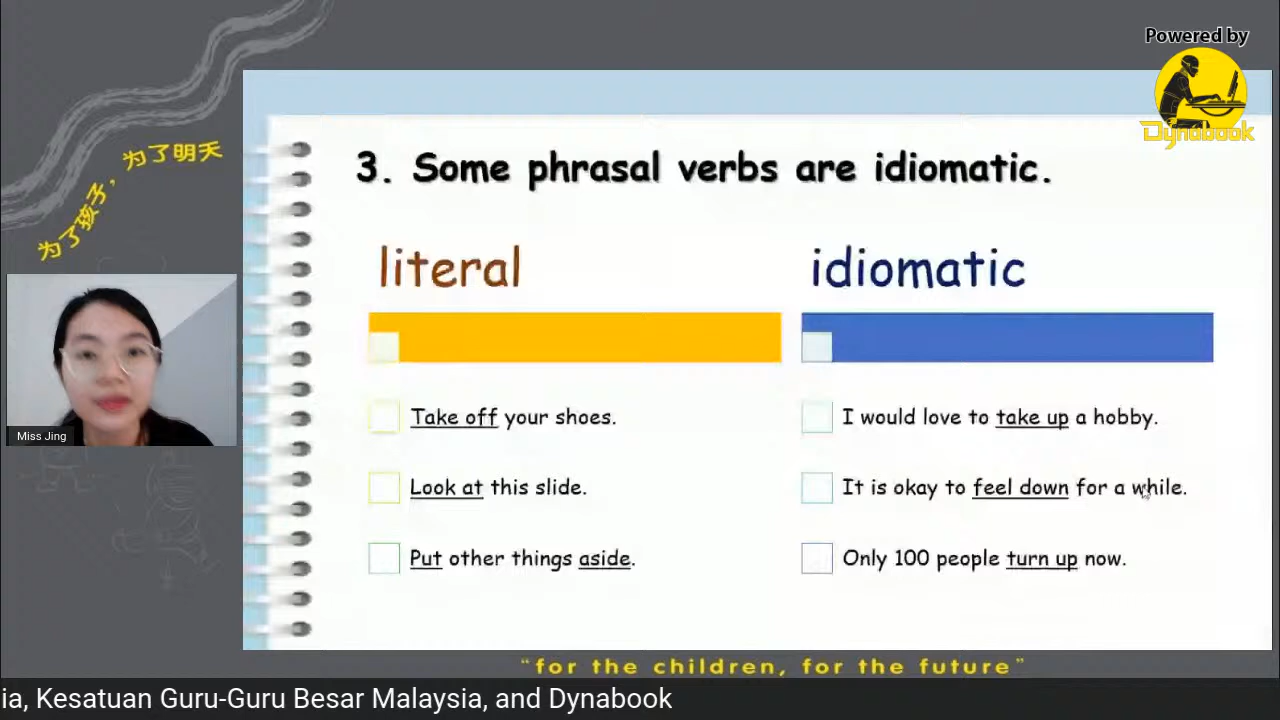 Powered by
Dynabook
为了孩子，为了明天
3. Some phrasal verbs are idiomatic.
literal
idiomatic
Take off your shoes.
Look at this slide.
Put other things aside.
I would love to take up a hobby.
It is okay to feel down for a while.
Only 100 people turn up now.
Miss Jing
"for the children, for the future"
ia, Kesatuan Guru-Guru Besar Malaysia, and Dynabook